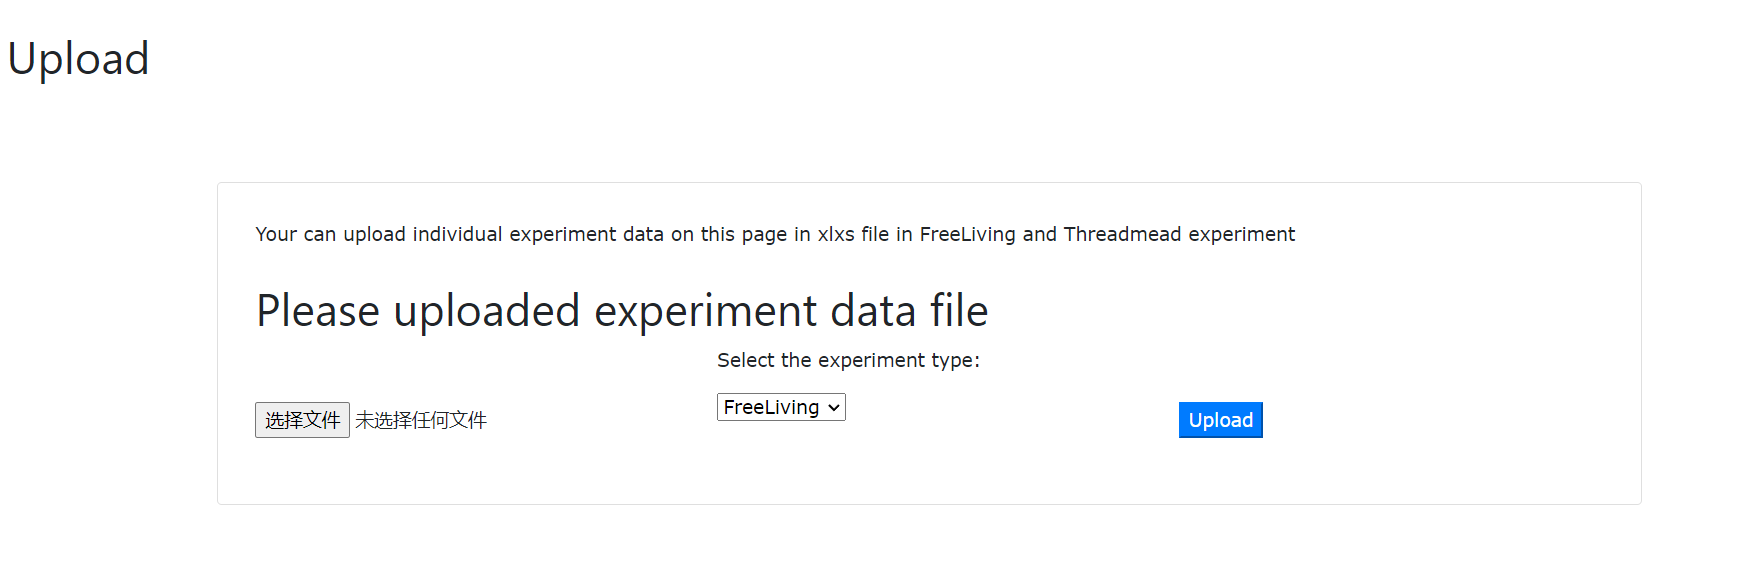 Upload
Your can upload individual experiment data on this page in xlxs file in FreeLiving and Threadmead experiment
Please uploaded experiment data file
Select the experiment type:
选择文件 未选择任何文件
FreeLiving
Upload